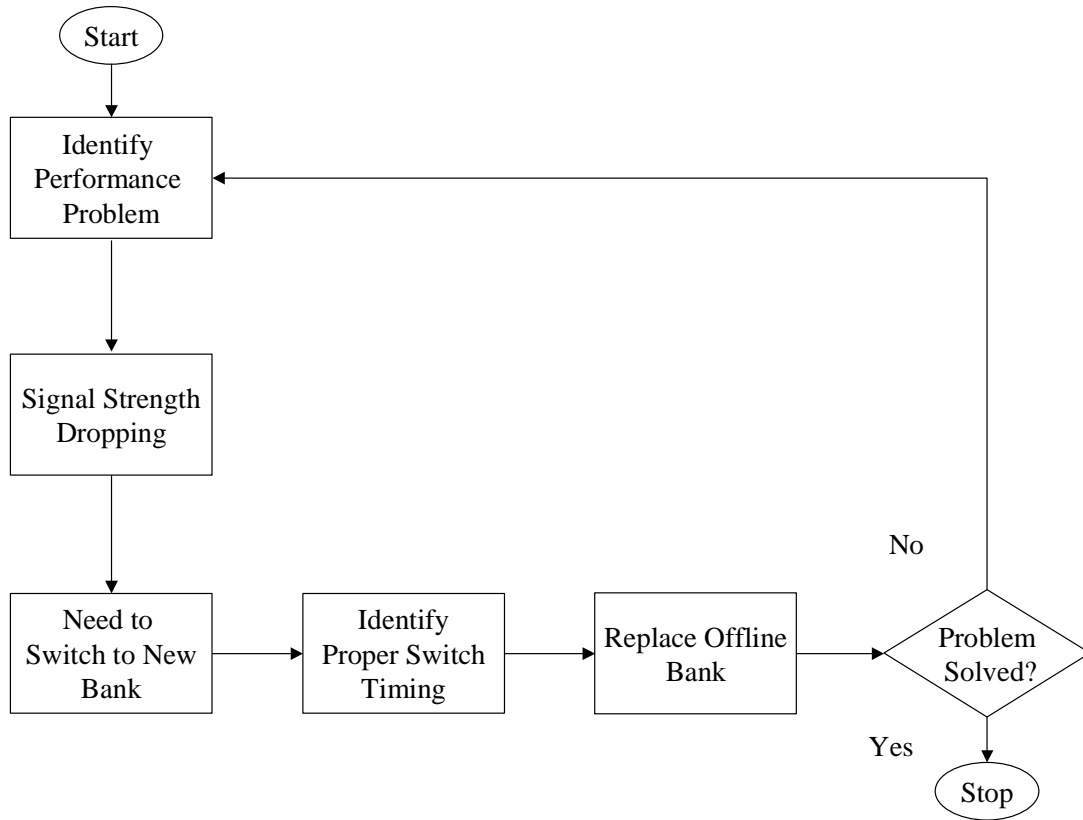 Start
Identify
Performance
Problem
Signal Strength
Dropping
Need to
Switch to New
Bank
Identify
Proper Switch
Timing
Replace Offline
Bank
Problem
Solved?
No
Yes
Stop